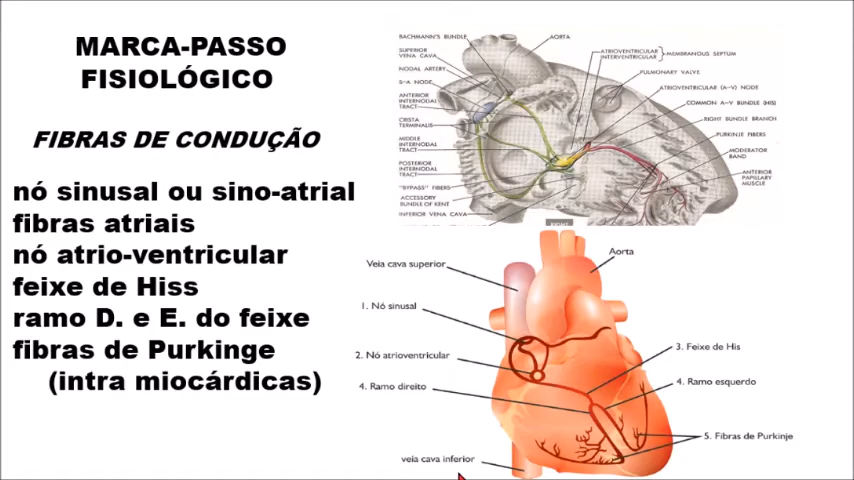 MARCA-PASSO
FISIOLÓGICO
FIBRAS DE CONDUÇÃO
nó sinusal ou sino-atrial
fibras atriais
nó atrio-ventricular
feixe de Hiss
ramo D. e E. do feixe
fibras de Purkinge
(intra miocárdicas)
BACHMANN'S BUNDLE
SUPERIOR
VENA CAVA
NODAL ARTERY
S-A NODE
ANTERIOR
INTERNODAL
TRACT
CRISTA
TERMINALIS
MIDDLE
INTERNODAL
TRACT
POSTERIOR
INTERNODAL
TRACT
"BYPASS" FIBERS
ACCESSORY
BUNDLE OF KENT
INFERIOR VENA CAVA
AORTA
ATRIOVENTRICULAR
INTERVENTRICULAR
MEMBRANOUS SEPTUM
PULMONARY VALVE
ATRIOVENTRICULAR (A-V) NODE
COMMON A-V BUNDLE (HIS)
RIGHT BUNDLE BRANCH
PURKINJE FIBERS
MODERATOR
BAND
ANTERIOR
PAPILLARY
MUSCLE
RIGHT
Aorta
Veia cava superior
1. Nó sinusal
2. Nó atrioventricular
4. Ramo direito
veia cava inferior
3. Feixe de His
4. Ramo esquerdo
5. Fibras de Purkinje